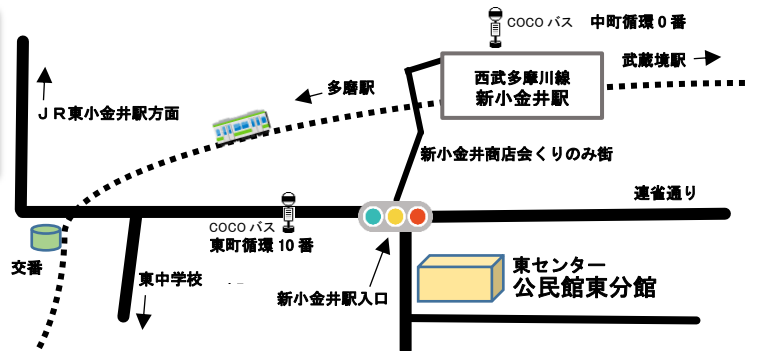 COCOバス 中町循環0番
武蔵境駅
西武多摩川線
新小金井駅
多磨駅
JR東小金井駅方面
新小金井商店会くりのみ街
連雀通り
COCOバス
東町循環10番
交番
東中学校
新小金井駅入口
東センター
公民館東分館